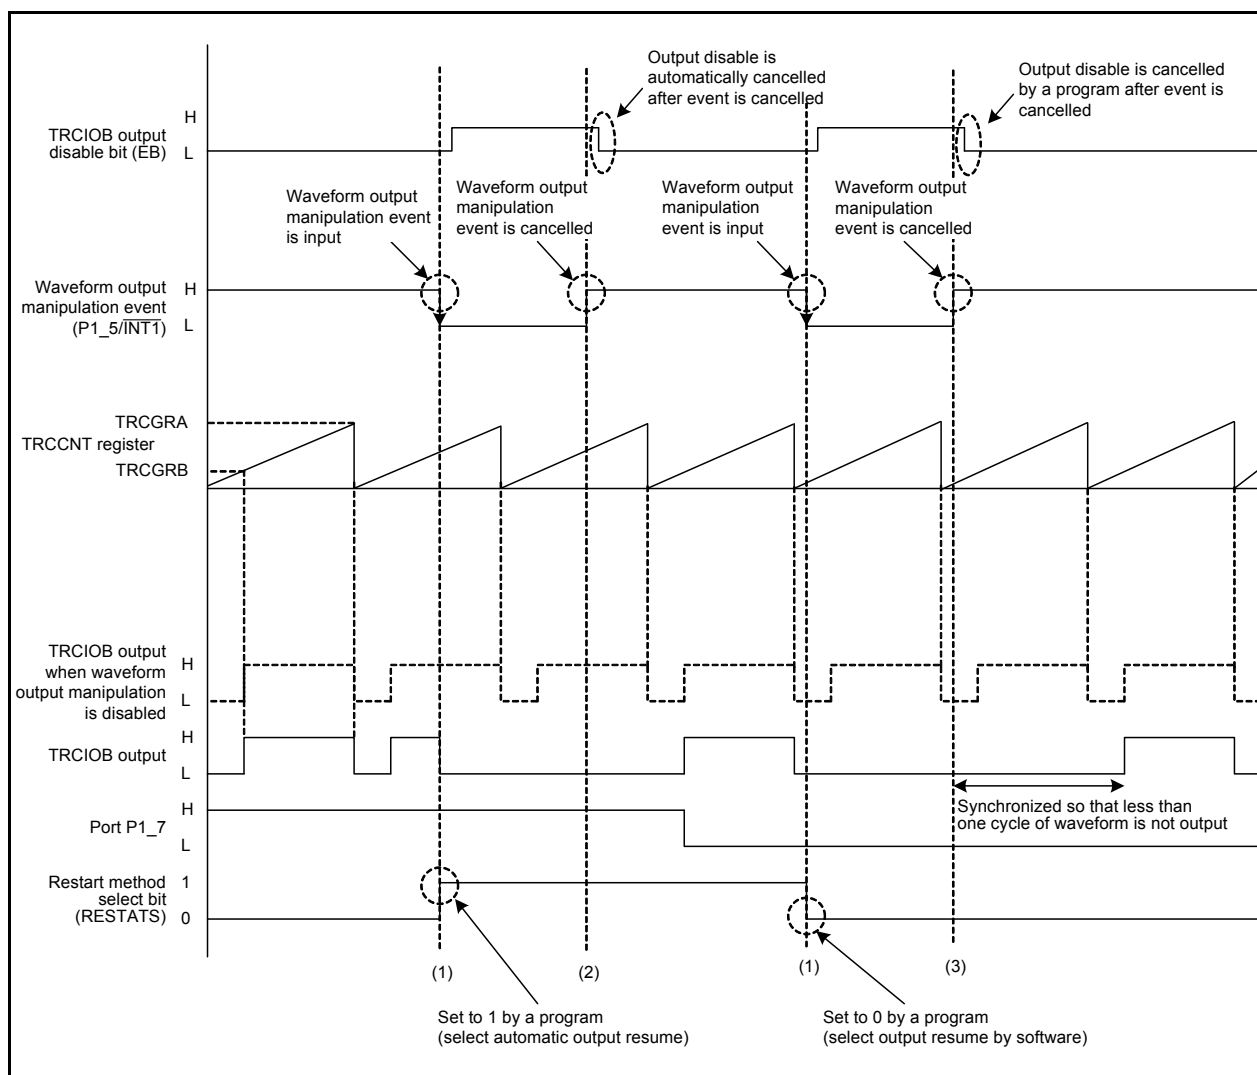 Output disable is
automatically cancelled
after event is cancelled
Output disable is cancelled
by a program after event is
cancelled
H
TRCIOB output
disable bit (EB)
L
Waveform output
manipulation event
is input
Waveform output
manipulation
event is cancelled
Waveform output
manipulation
event is input
Waveform output
manipulation
event is cancelled
Waveform output
manipulation event
(P1_5/INT1)
H
L
TRCGRA
TRCCNT register
TRCGRB
TRCIOB output
when waveform
output manipulation
is disabled
H
L
TRCIOB output
H
L
Port P1_7
H
L
Synchronized so that less than
one cycle of waveform is not output
Restart method
select bit
(RESTATS)
1
0
(1)
(2)
(1)
(3)
Set to 1 by a program
(select automatic output resume)
Set to 0 by a program
(select output resume by software)